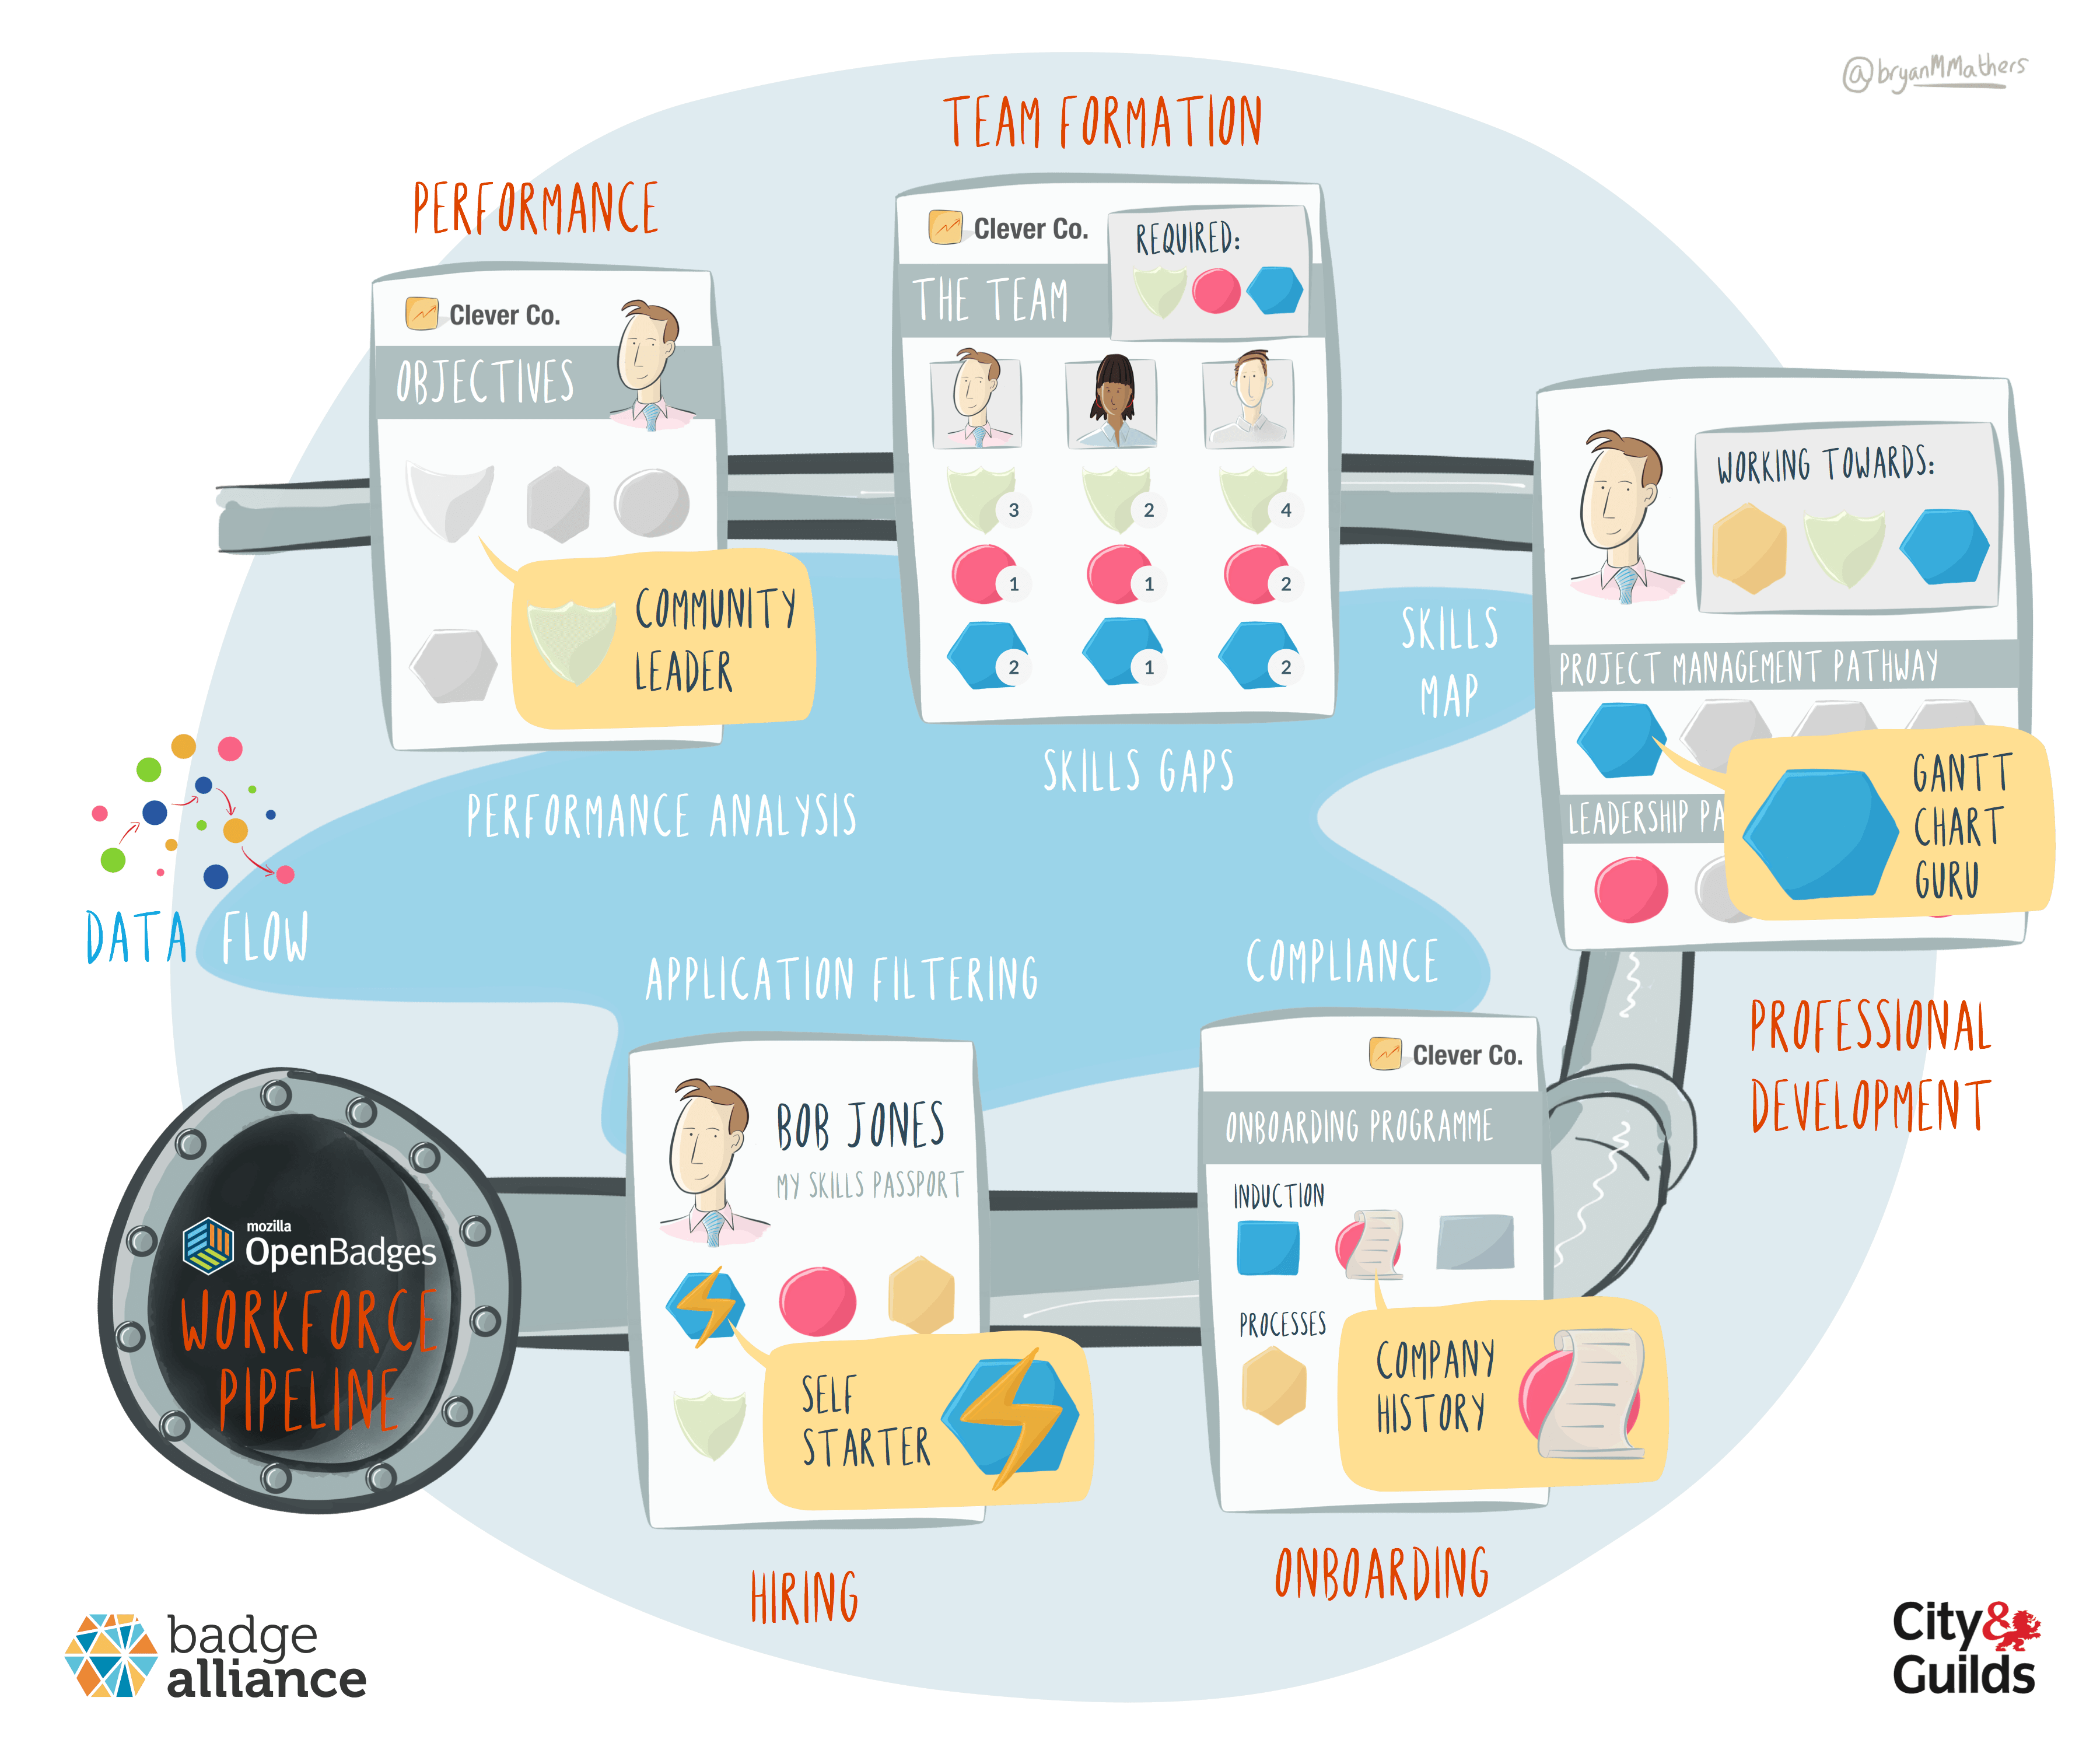 @bryanMMathers
TEAM FORMATION
PERFORMANCE
Clever Co.
OBJECTIVES
COMMUNITY
LEADER
Clever Co.
REQUIRED:
THE TEAM
3
2
4
1
1
2
2
1
2
WORKING TOWARDS:
PROJECT MANAGEMENT PATHWAY
LEADERSHIP PA
GANTT
CHART
GURU
SKILLS
MAP
SKILLS GAPS
PERFORMANCE ANALYSIS
DATA FLOW
APPLICATION FILTERING
COMPLIANCE
PROFESSIONAL
DEVELOPMENT
mozilla
OpenBadges
WORKFORCE
PIPELINE
BOB JONES
MY SKILLS PASSPORT
SELF
STARTER
HIRING
Clever Co.
ONBOARDING PROGRAMME
INDUCTION
PROCESSES
COMPANY
HISTORY
ONBOARDING
badge
alliance
City&
Guilds